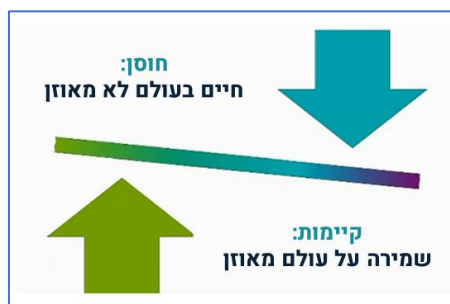 חוסן:
חיים בעולם לא מאוזן
קיימות:
שמירה על עולם מאוזן